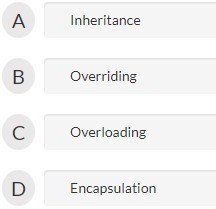 A Inheritance
B Overriding
C Overloading
D Encapsulation